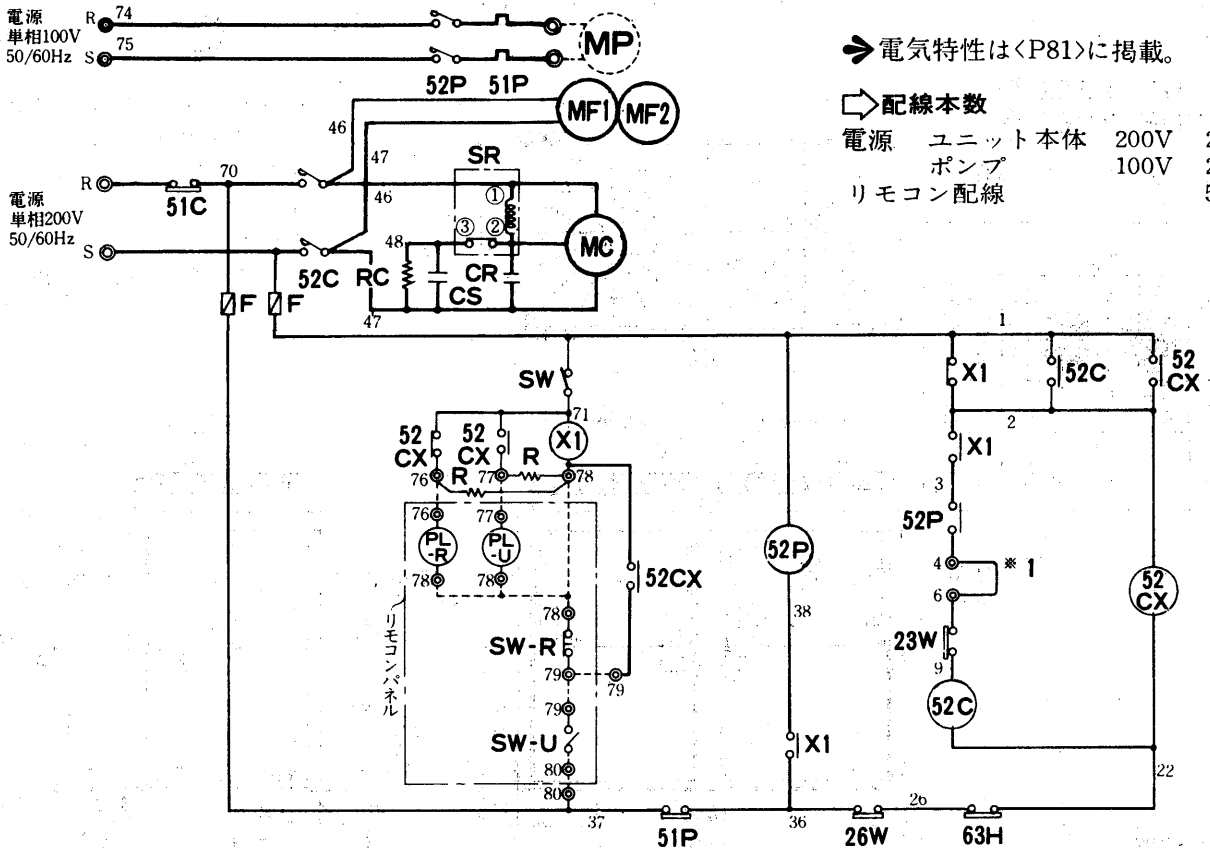 電源
単相100V
50/60Hz
R 74
S 75
52P 51P
MP
MF1 MF2
46
47
46
SR
電源
単相200V
50/60Hz
R
70
51C
S
52C
RC
48
① ② ③
CR
CS
MC
47
F F
➔電気特性は<P81>に掲載。
⇨配線本数
電源 ユニット本体 200V 2
ポンプ 100V 2
リモコン配線 5
1
SW
71
X1
52
CX
52
CX
R
R
76
77
78
76
77
PL
-R
PL
-U
78
78
リモコンパネル
78
SW-R
79
79
79
SW-U
80
80
52CX
52P
38
X1
X1
52C
52
CX
2
X1
3
52P
4
※1
6
23W
9
52C
52
CX
22
37
51P
36
26W
26
63H